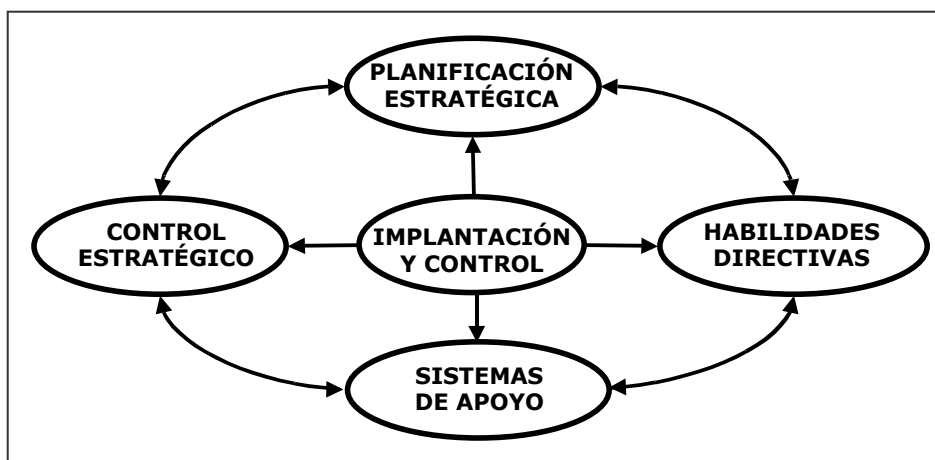 PLANIFICACIÓN
ESTRATÉGICA
CONTROL
ESTRATÉGICO
IMPLANTACIÓN
Y CONTROL
HABILIDADES
DIRECTIVAS
SISTEMAS
DE APOYO